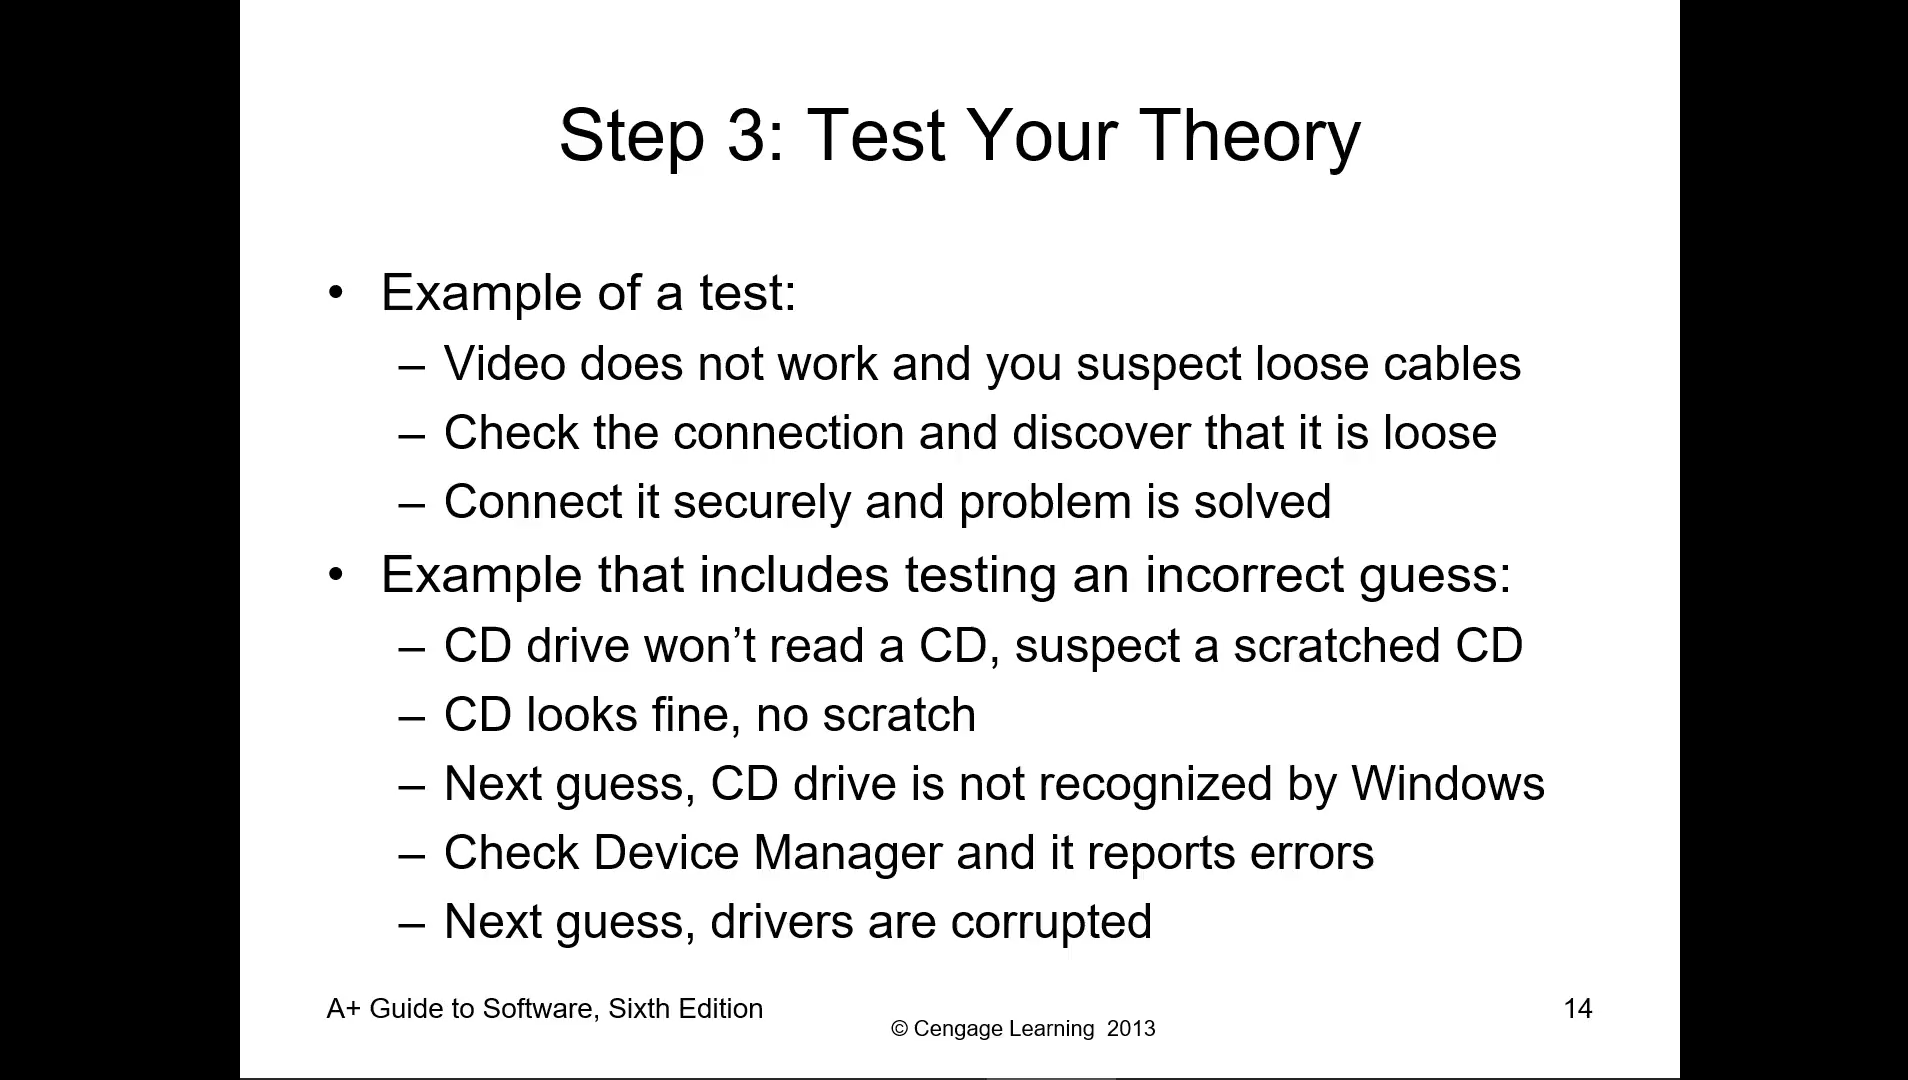 Step 3: Test Your Theory
• Example of a test:
– Video does not work and you suspect loose cables
– Check the connection and discover that it is loose
– Connect it securely and problem is solved
• Example that includes testing an incorrect guess:
– CD drive won’t read a CD, suspect a scratched CD
– CD looks fine, no scratch
– Next guess, CD drive is not recognized by Windows
– Check Device Manager and it reports errors
– Next guess, drivers are corrupted
A+ Guide to Software, Sixth Edition
© Cengage Learning 2013
14